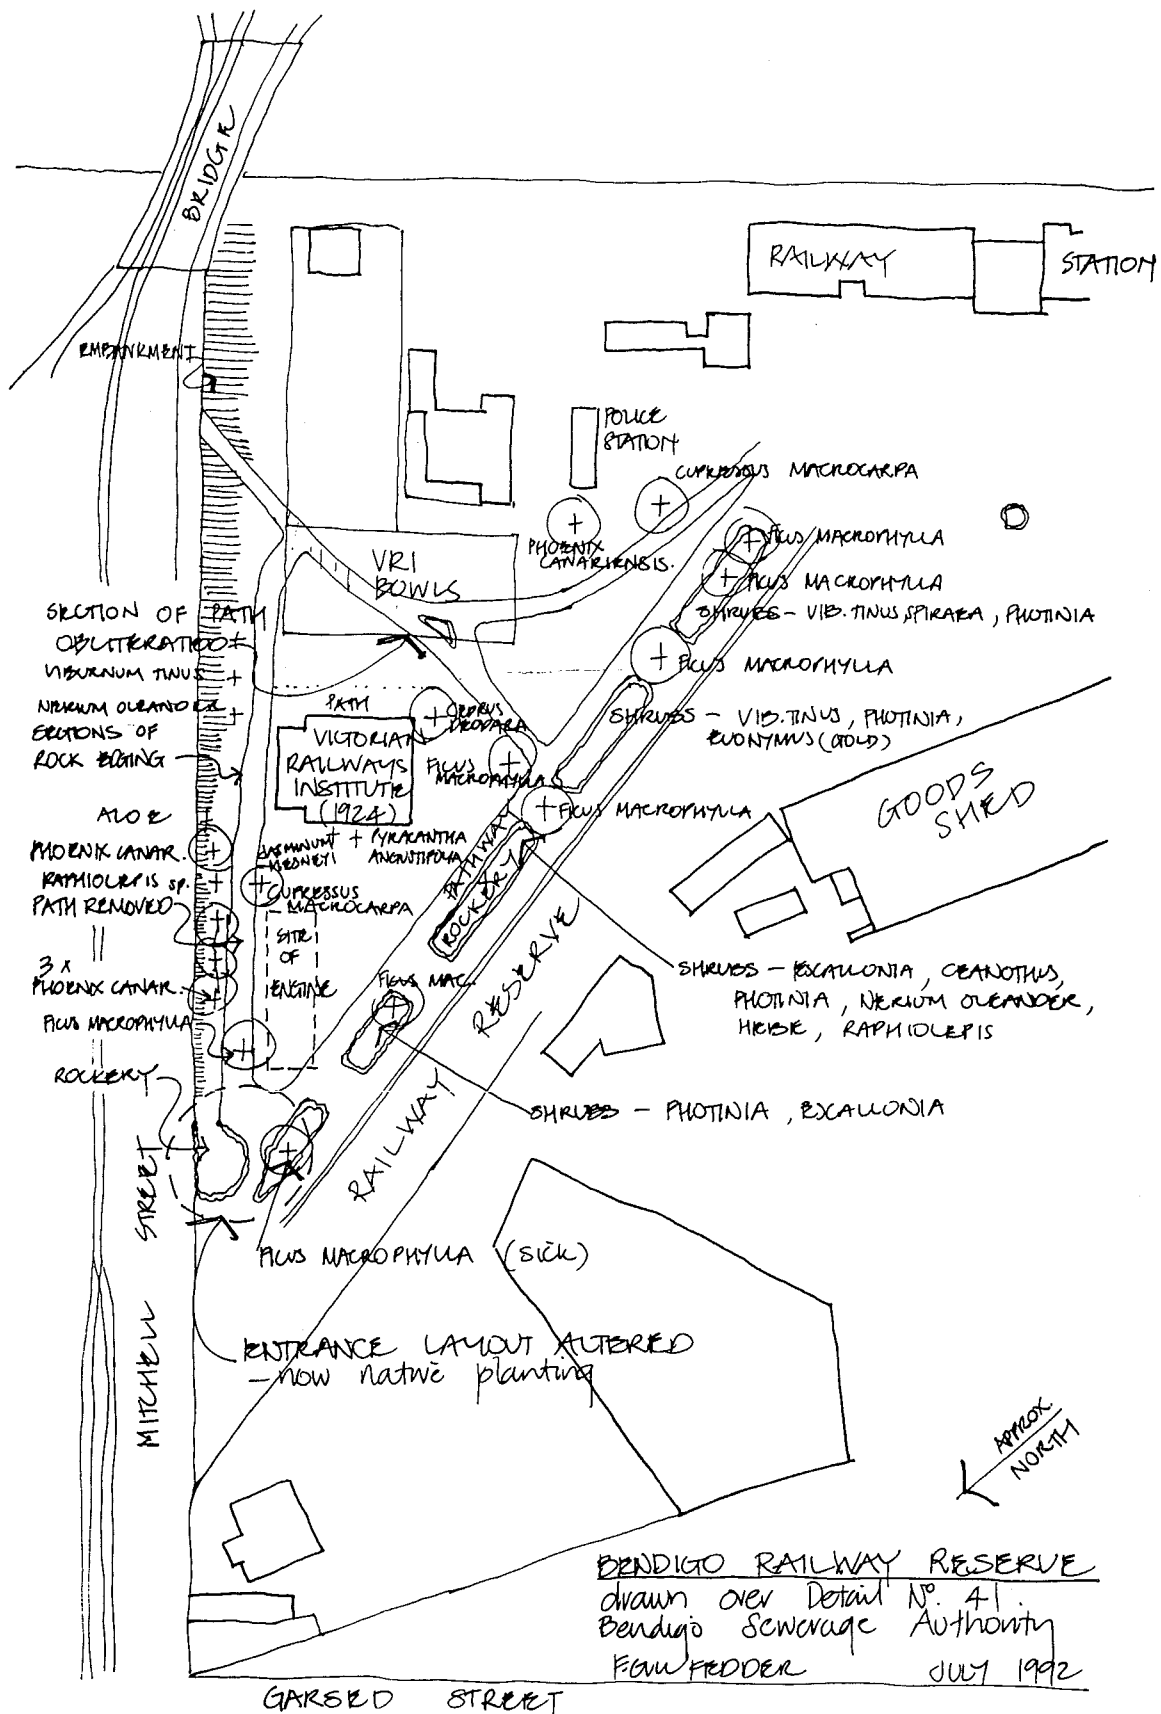 BRIDGE
RAILWAY
STATION
EMBANKMENT
POLICE
STATION
CUPRESSUS MACROCARPA
PHOENIX
CANARIENSIS.
FICUS MACROPHYLLA
FICUS MACROPHYLLA
SHRUBS - VIB. TINUS, SPIRAEA, PHOTINIA
VRI
BOWLS
SECTION OF PATH
OBLITERATED
VIBURNUM TINUS
NERIUM OLEANDER
SECTIONS OF
ROCK EDGING
FICUS MACROPHYLLA
SHRUBS - VIB. TINUS, PHOTINIA,
EUONYMUS (GOLD)
PATH
CEDRUS
DEODARA
VICTORIAN
RAILWAYS
INSTITUTE
(1924)
FICUS
MACROPHYLLA
FICUS MACROPHYLLA
GOODS
SHED
ALOE
PHOENIX CANAR.
RAPHIOLEPIS SP.
PATH REMOVED
3 X
PHOENIX CANAR.
FICUS MACROPHYLLA
ROCKERY
JASMINUM
MESNEYI
PYRACANTHA
ANGUSTIFOLIA
CUPRESSUS
MACROCARPA
SITE
OF
ENGINE
PATHWAY
ROCKERY
FICUS MAC.
SHRUBS - ESCALLONIA, CEANOTHUS,
PHOTINIA, NERIUM OLEANDER,
HEBE, RAPHIOLEPIS
SHRUBS - PHOTINIA, ESCALLONIA
RAILWAY RESERVE
FICUS MACROPHYLLA (SICK)
ENTRANCE LAYOUT ALTERED
- now native planting
MITCHELL STREET
APPROX.
NORTH
BENDIGO RAILWAY RESERVE
drawn over Detail Nº. 41.
Bendigo Sewerage Authority
FEDDER JULY 1992
GARSED STREET